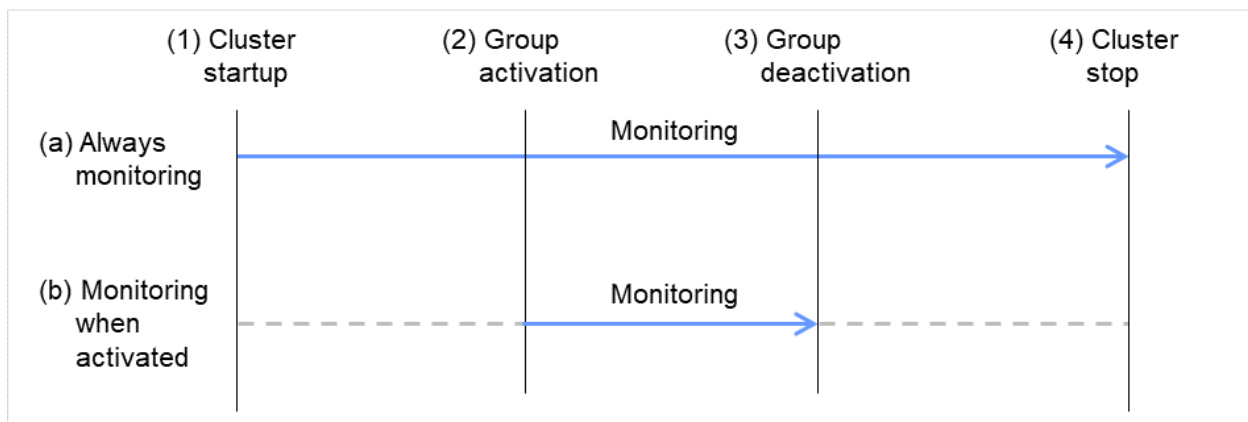 (1) Cluster
startup
(2) Group
activation
(3) Group
deactivation
(4) Cluster
stop
(a) Always
monitoring
Monitoring
(b) Monitoring
when
activated
Monitoring